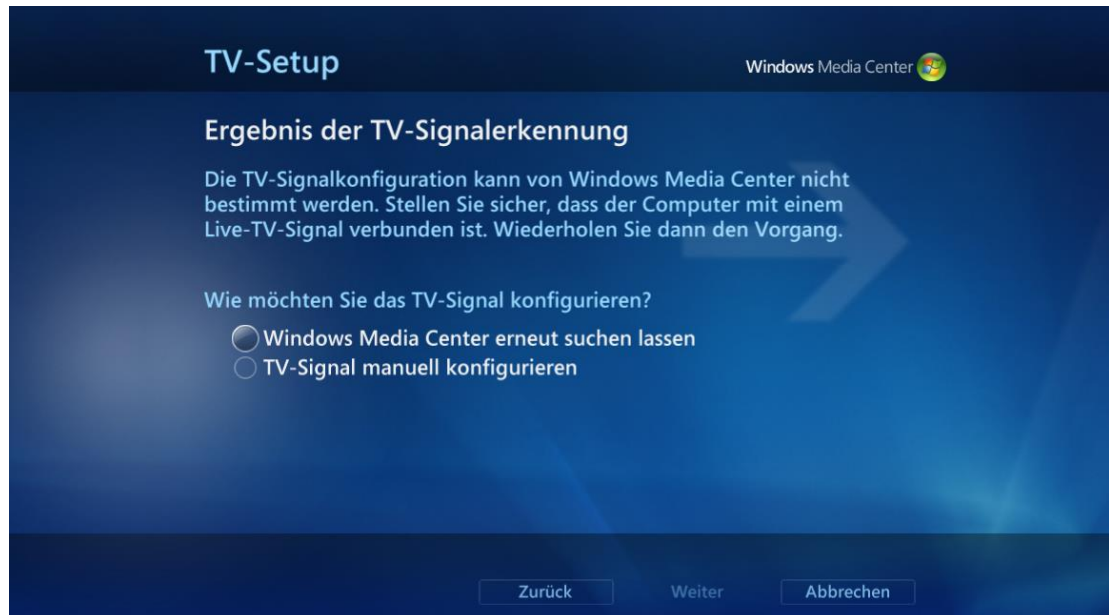 TV-Setup
Windows Media Center
Ergebnis der TV-Signalerkennung
Die TV-Signalkonfiguration kann von Windows Media Center nicht
bestimmt werden. Stellen Sie sicher, dass der Computer mit einem
Live-TV-Signal verbunden ist. Wiederholen Sie dann den Vorgang.
Wie möchten Sie das TV-Signal konfigurieren?
Windows Media Center erneut suchen lassen
TV-Signal manuell konfigurieren
Zurück Weiter Abbrechen